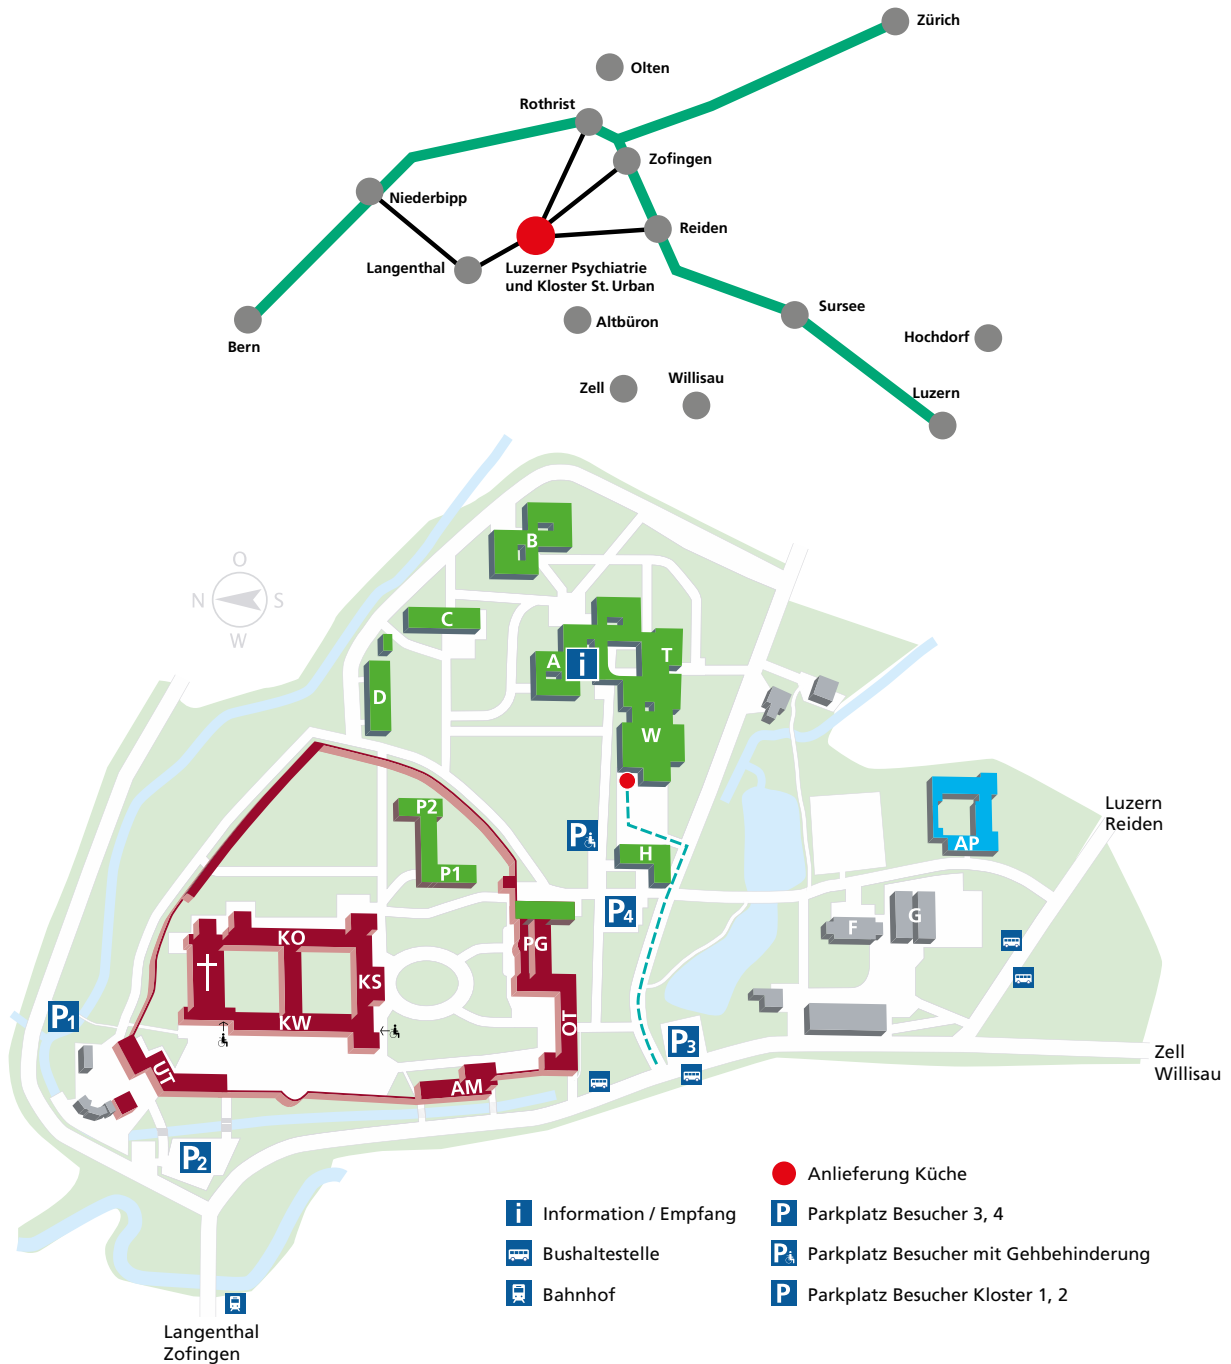 Zürich
Olten
Rothrist
Zofingen
Niederbipp
Reiden
Langenthal
Luzerner Psychiatrie
und Kloster St. Urban
Sursee
Altbüron
Bern
Hochdorf
Zell
Willisau
Luzern
B
O
N
S
W
C
A
i
T
D
W
P2
P
H
P1
AP
Luzern
Reiden
P4
F
G
KO
PG
KS
P1
KW
OT
P3
UT
AM
Zell
Willisau
P2
Anlieferung Küche
i Information / Empfang
P Parkplatz Besucher 3, 4
Bushaltestelle
P Parkplatz Besucher mit Gehbehinderung
Bahnhof
P Parkplatz Besucher Kloster 1, 2
Langenthal
Zofingen